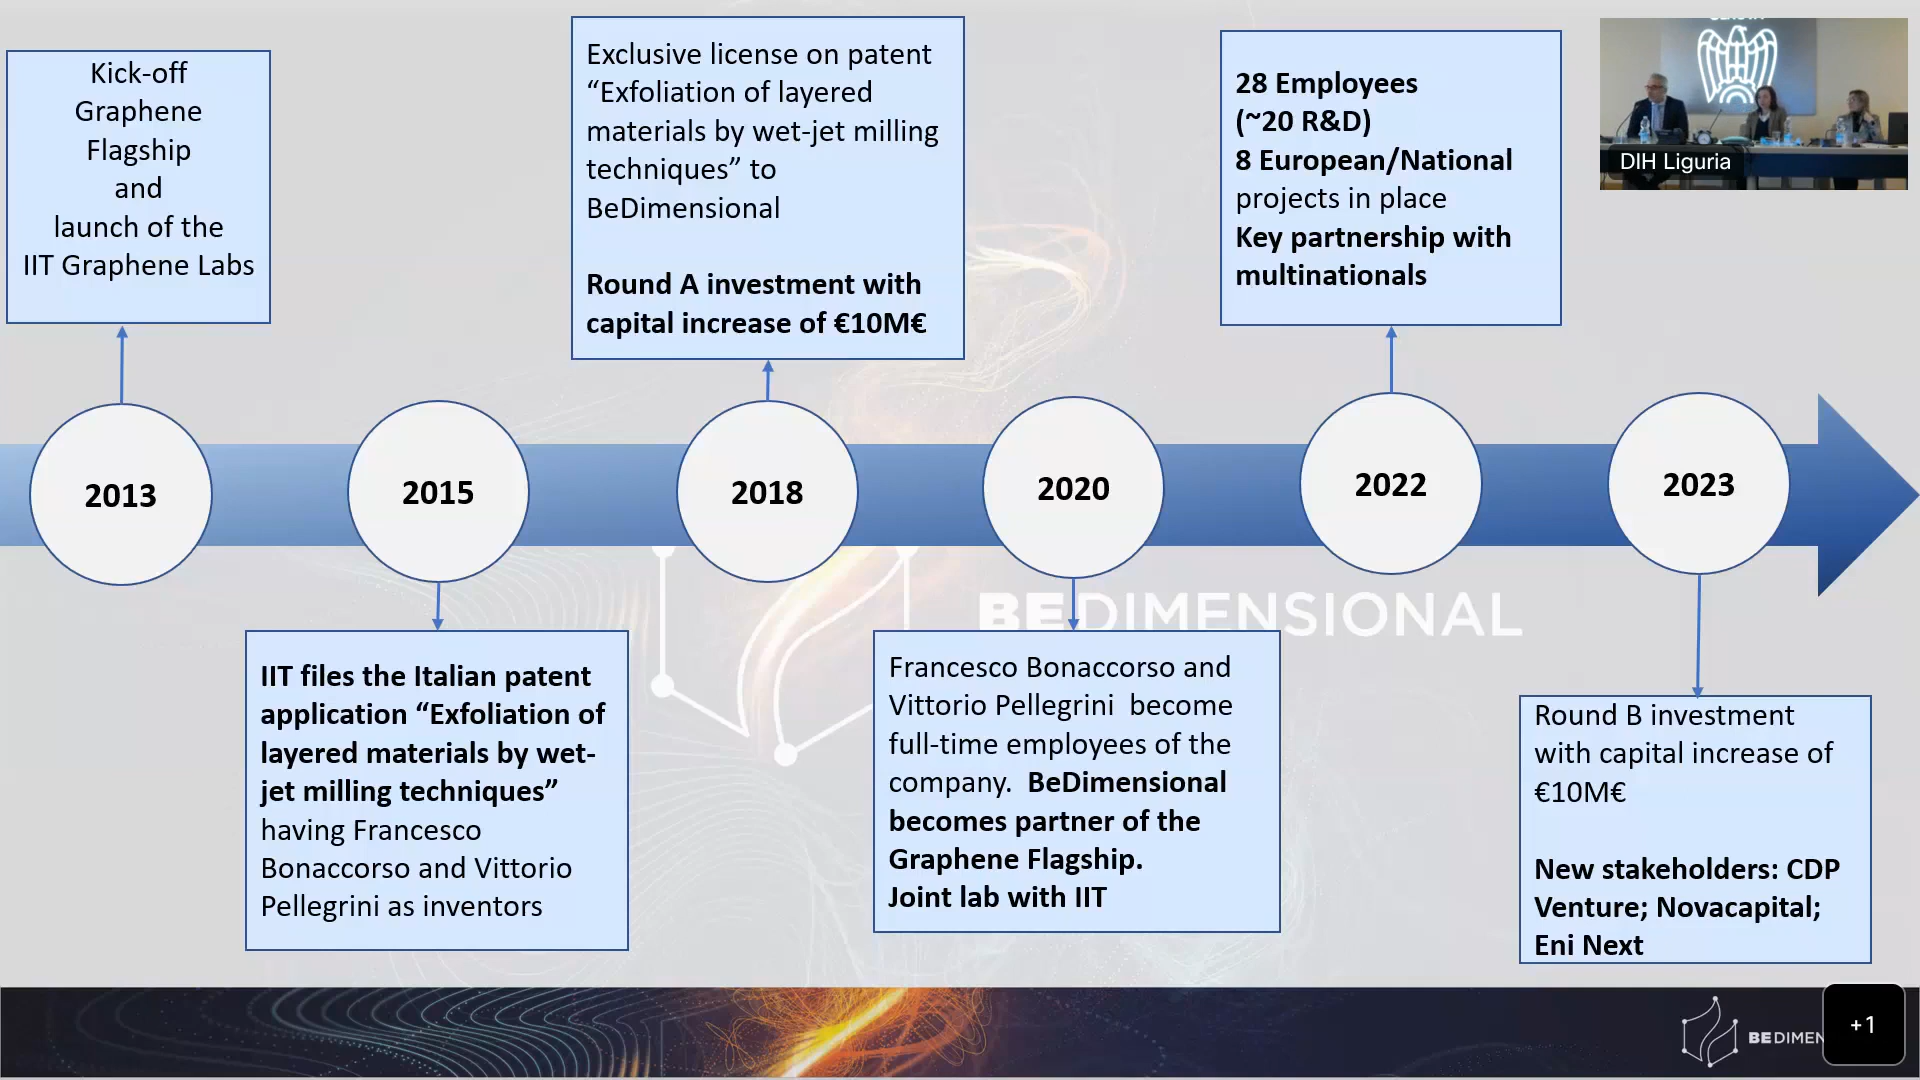 Kick-off
Graphene
Flagship
and
launch of the
IIT Graphene Labs
Exclusive license on patent
“Exfoliation of layered
materials by wet-jet milling
techniques” to
BeDimensional
Round A investment with
capital increase of €10M€
28 Employees
(~20 R&D)
8 European/National
projects in place
Key partnership with
multinationals
DIH Liguria
2013
2015
2018
2020
2022
2023
BEDIMENSIONAL
IIT files the Italian patent
application “Exfoliation of
layered materials by wet-
jet milling techniques”
having Francesco
Bonaccorso and Vittorio
Pellegrini as inventors
Francesco Bonaccorso and
Vittorio Pellegrini  become
full-time employees of the
company.  BeDimensional
becomes partner of the
Graphene Flagship.
Joint lab with IIT
Round B investment
with capital increase of
€10M€
New stakeholders: CDP
Venture; Novacapital;
Eni Next
BEDIMEN
+1